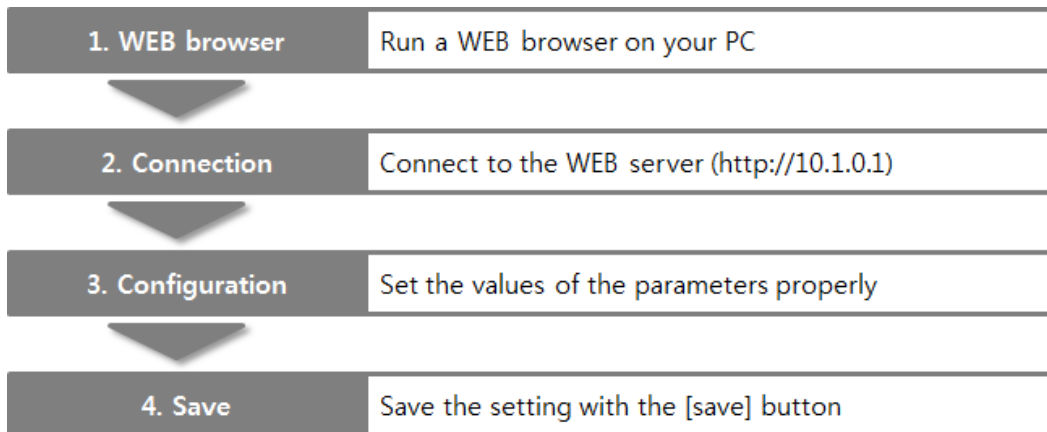 1. WEB browser
Run a WEB browser on your PC
2. Connection
Connect to the WEB server (http://10.1.0.1)
3. Configuration
Set the values of the parameters properly
4. Save
Save the setting with the [save] button